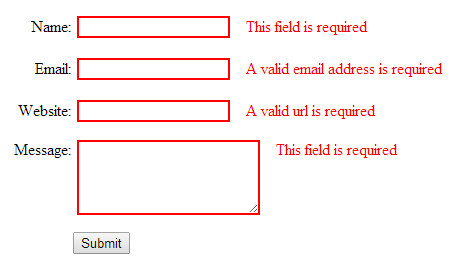 Name: This field is required
Email: A valid email address is required
Website: A valid url is required
Message: This field is required
Submit